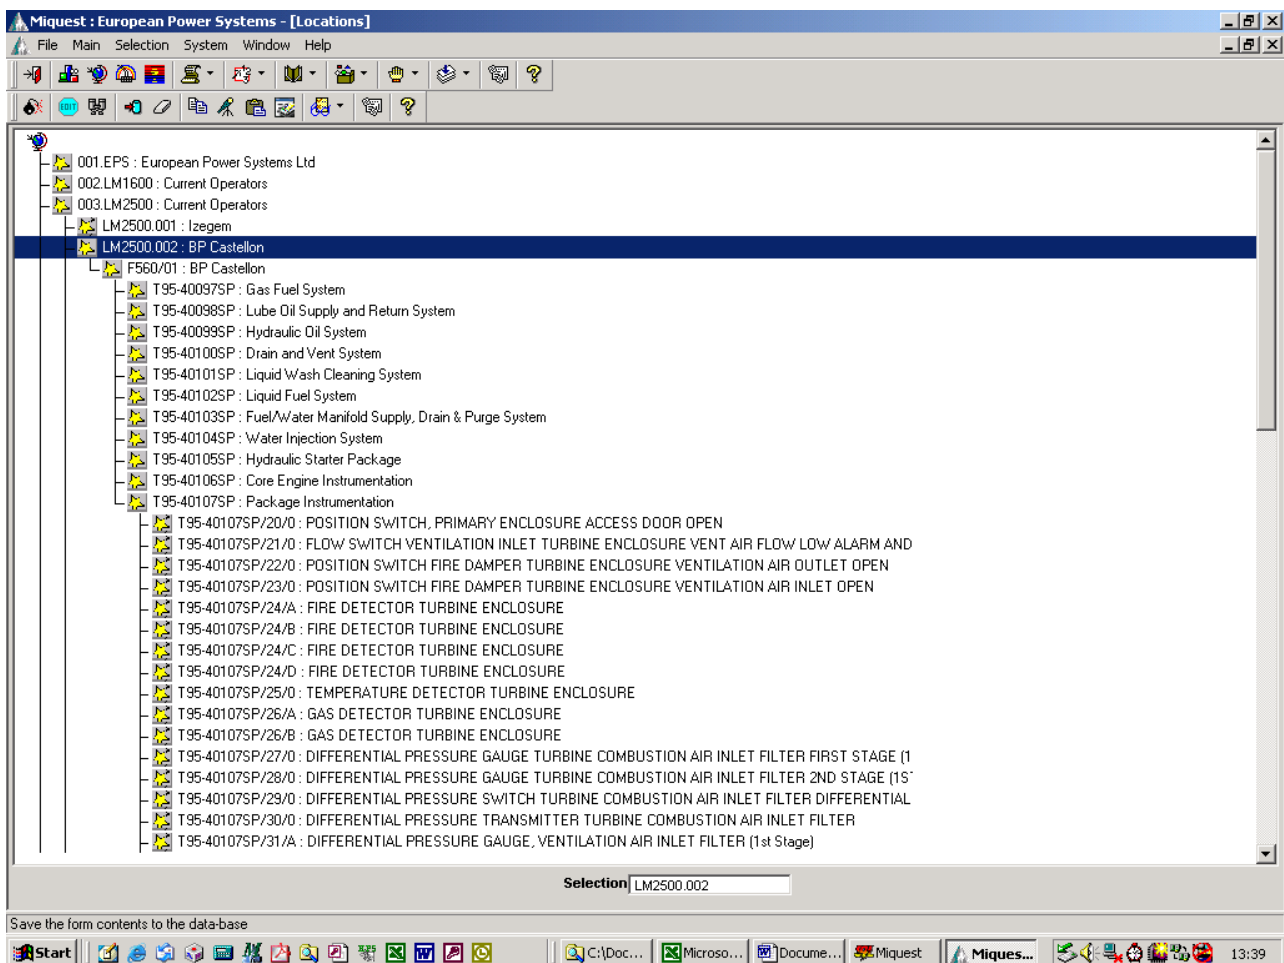 Miquest : European Power Systems - [Locations]
File Main Selection System Window Help
EDIT
001.EPS : European Power Systems Ltd
002.LM1600 : Current Operators
003.LM2500 : Current Operators
LM2500.001 : Izegem
LM2500.002 : BP Castellon
F560/01 : BP Castellon
T95-40097SP : Gas Fuel System
T95-40098SP : Lube Oil Supply and Return System
T95-40099SP : Hydraulic Oil System
T95-40100SP : Drain and Vent System
T95-40101SP : Liquid Wash Cleaning System
T95-40102SP : Liquid Fuel System
T95-40103SP : Fuel/Water Manifold Supply, Drain & Purge System
T95-40104SP : Water Injection System
T95-40105SP : Hydraulic Starter Package
T95-40106SP : Core Engine Instrumentation
T95-40107SP : Package Instrumentation
T95-40107SP/20/0 : POSITION SWITCH, PRIMARY ENCLOSURE ACCESS DOOR OPEN
T95-40107SP/21/0 : FLOW SWITCH VENTILATION INLET TURBINE ENCLOSURE VENT AIR FLOW LOW ALARM AND
T95-40107SP/22/0 : POSITION SWITCH FIRE DAMPER TURBINE ENCLOSURE VENTILATION AIR OUTLET OPEN
T95-40107SP/23/0 : POSITION SWITCH FIRE DAMPER TURBINE ENCLOSURE VENTILATION AIR INLET OPEN
T95-40107SP/24/A : FIRE DETECTOR TURBINE ENCLOSURE
T95-40107SP/24/B : FIRE DETECTOR TURBINE ENCLOSURE
T95-40107SP/24/C : FIRE DETECTOR TURBINE ENCLOSURE
T95-40107SP/24/D : FIRE DETECTOR TURBINE ENCLOSURE
T95-40107SP/25/0 : TEMPERATURE DETECTOR TURBINE ENCLOSURE
T95-40107SP/26/A : GAS DETECTOR TURBINE ENCLOSURE
T95-40107SP/26/B : GAS DETECTOR TURBINE ENCLOSURE
T95-40107SP/27/0 : DIFFERENTIAL PRESSURE GAUGE TURBINE COMBUSTION AIR INLET FILTER FIRST STAGE (1
T95-40107SP/28/0 : DIFFERENTIAL PRESSURE GAUGE TURBINE COMBUSTION AIR INLET FILTER 2ND STAGE (1S
T95-40107SP/29/0 : DIFFERENTIAL PRESSURE SWITCH TURBINE COMBUSTION AIR INLET FILTER DIFFERENTIAL
T95-40107SP/30/0 : DIFFERENTIAL PRESSURE TRANSMITTER TURBINE COMBUSTION AIR INLET FILTER
T95-40107SP/31/A : DIFFERENTIAL PRESSURE GAUGE, VENTILATION AIR INLET FILTER (1st Stage)
Selection LM2500.002
Save the form contents to the data-base
Start C:\Doc... Microso... Docume... Miquest Miques... 13:39